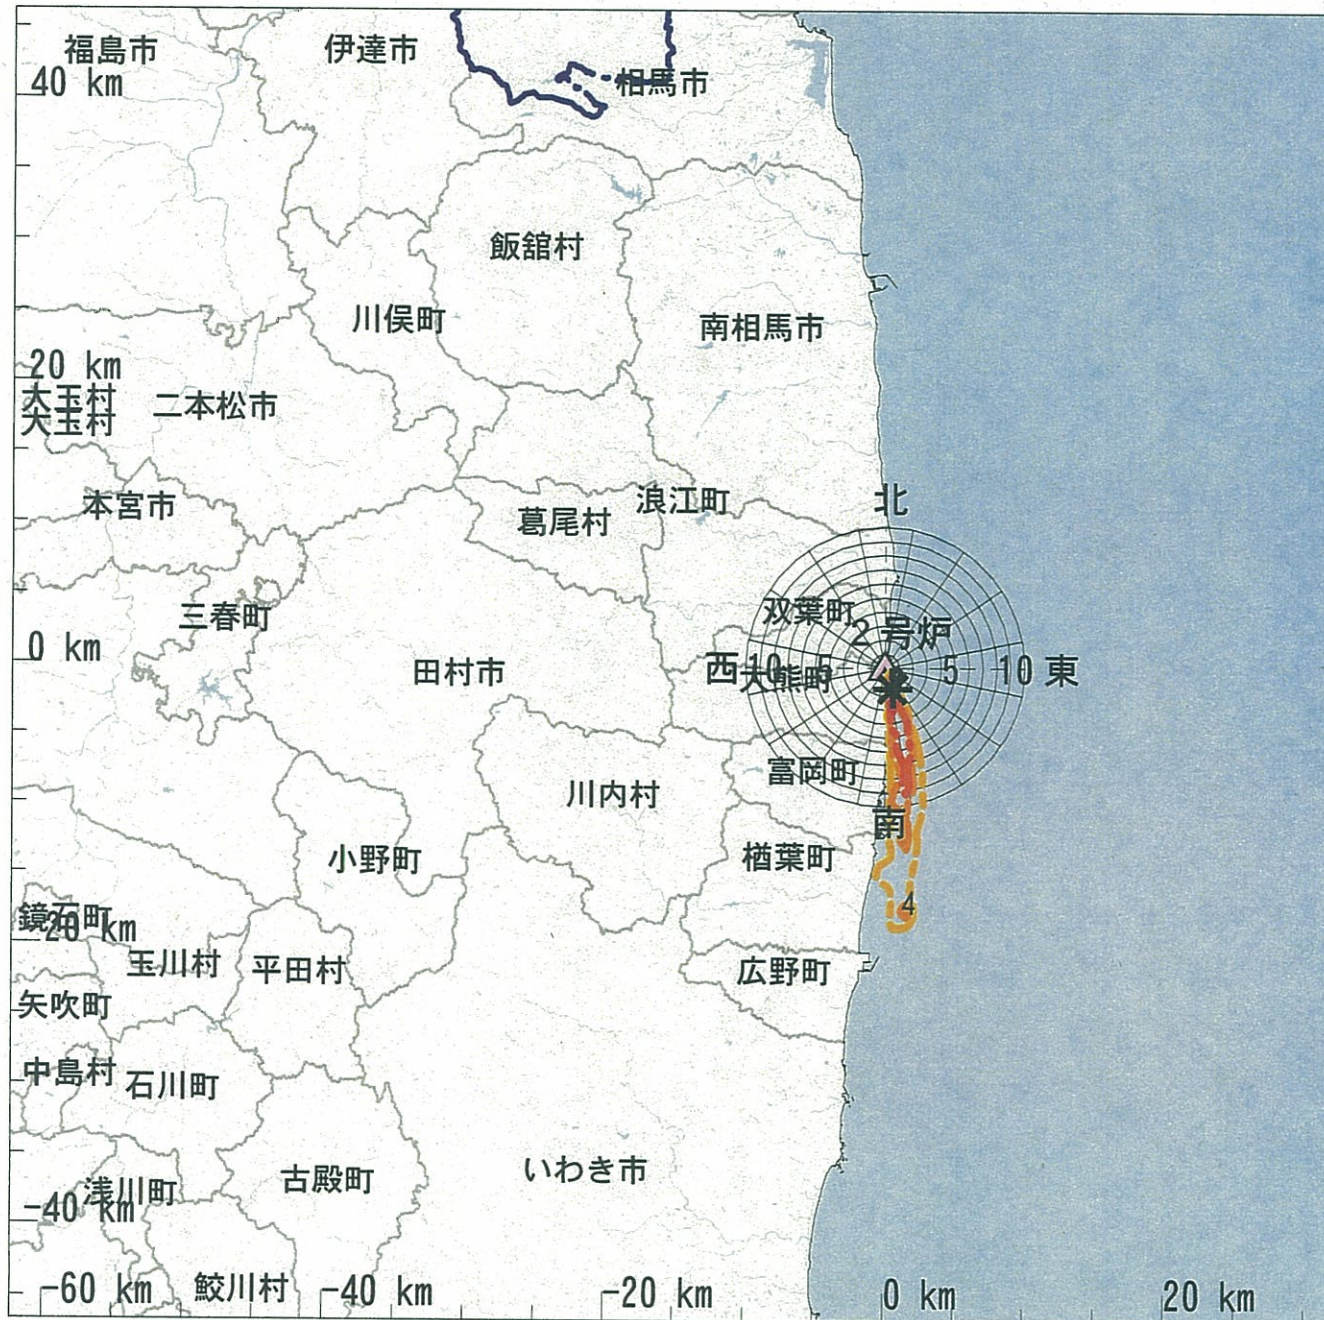 福島市
伊達市
40 km
相馬市
飯舘村
川俣町
南相馬市
20 km
大玉村
大玉村
二本松市
本宮市
葛尾村
浪江町
北
三春町
双葉町
2号炉
0 km
田村市
西
10
5
大熊町
5
10
東
川内村
富岡町
南
小野町
楢葉町
鏡石町
-20 km
4
玉川村
平田村
広野町
矢吹町
中島村
石川町
浅川町
古殿町
いわき市
-40 km
鮫川村
-60 km
-40 km
-20 km
0 km
20 km